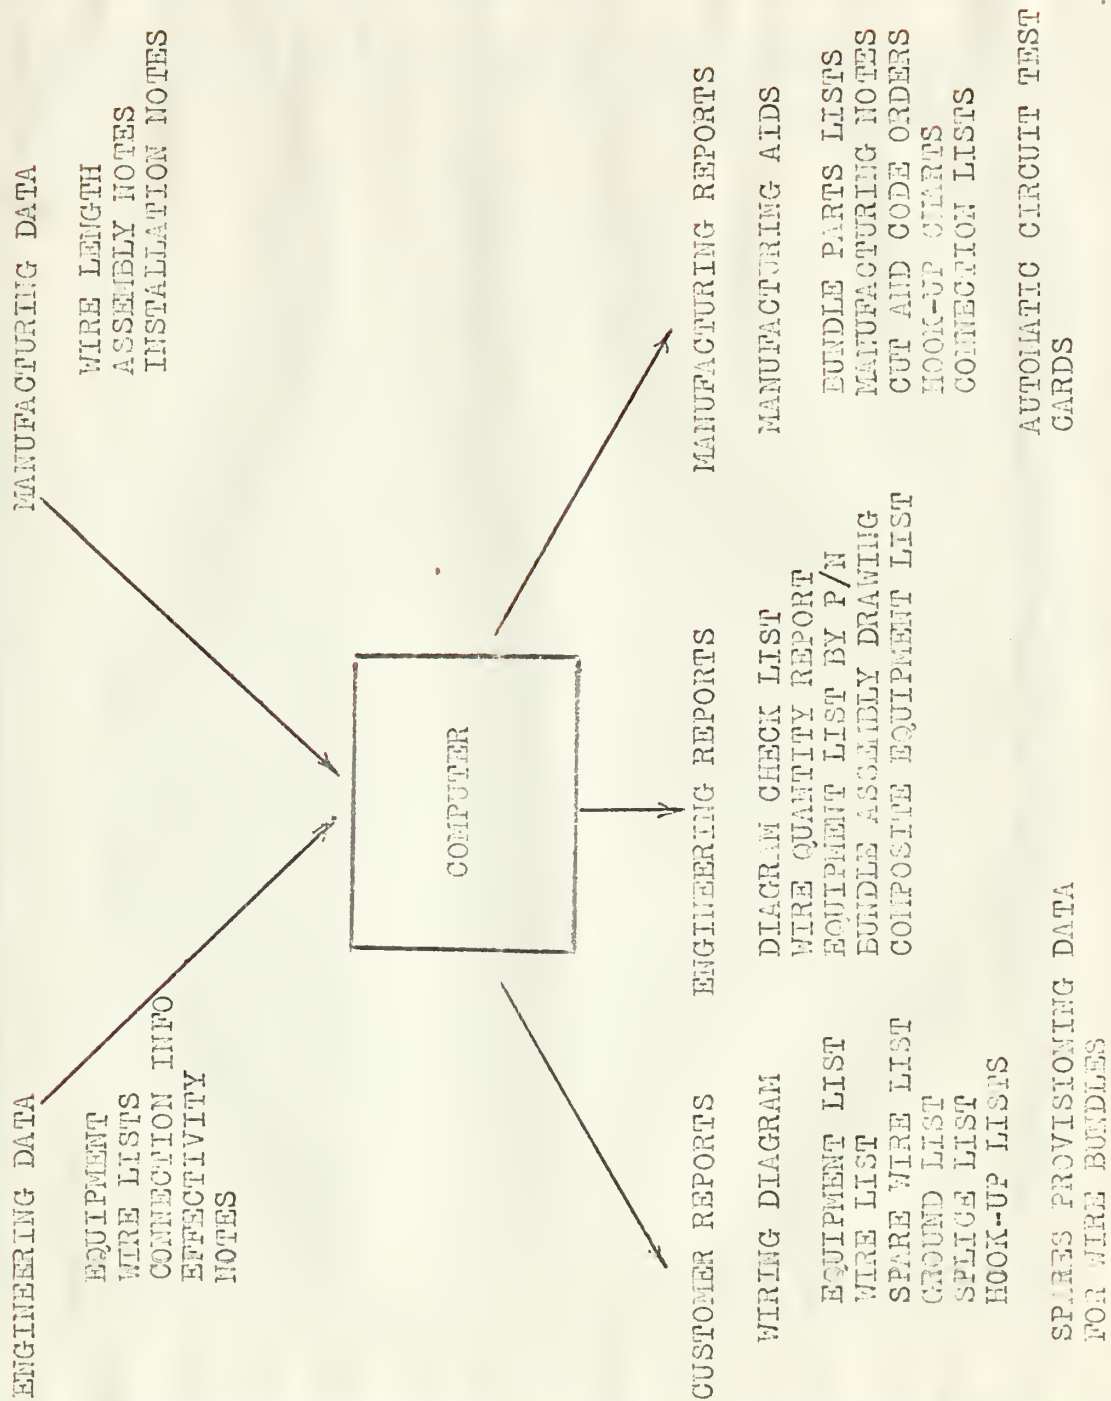 ENGINEERING DATA
EQUIPMENT
WIRE LISTS
CONNECTION INFO
EFFECTIVITY
NOTES
MANUFACTURING DATA
WIRE LENGTH
ASSEMBLY NOTES
INSTALLATION NOTES
COMPUTER
CUSTOMER REPORTS
WIRING DIAGRAM
EQUIPMENT LIST
WIRE LIST
SPARE WIRE LIST
GROUND LIST
SPLICE LIST
HOOK-UP LISTS
SPARES PROVISIONING DATA
FOR WIRE BUNDLES
ENGINEERING REPORTS
DIAGRAM CHECK LIST
WIRE QUANTITY REPORT
EQUIPMENT LIST BY P/N
BUNDLE ASSEMBLY DRAWING
COMPOSITE EQUIPMENT LIST
MANUFACTURING REPORTS
MANUFACTURING AIDS
BUNDLE PARTS LISTS
MANUFACTURING NOTES
CUT AND CODE ORDERS
HOOK-UP CHARTS
CONNECTION LISTS
AUTOMATIC CIRCUIT TEST
CARDS